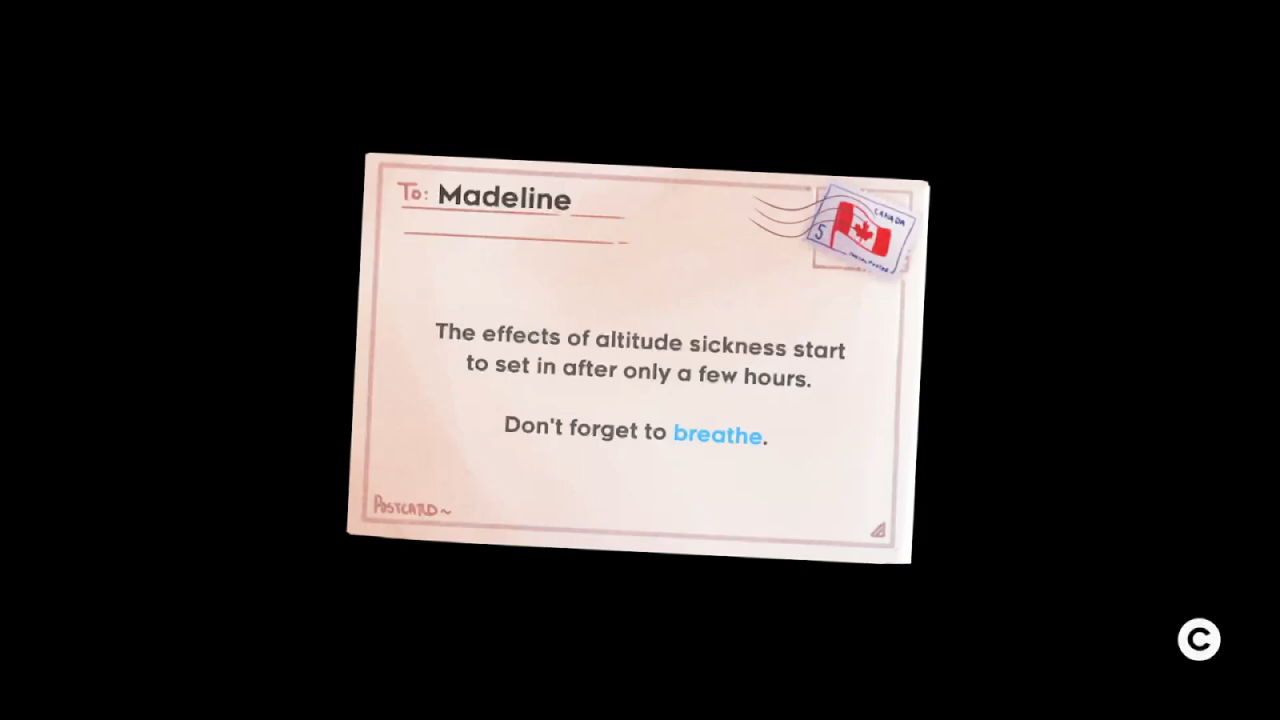 To: Madeline
CANADA
5
The effects of altitude sickness start
to set in after only a few hours.
Don't forget to breathe.
POSTCARD~
C